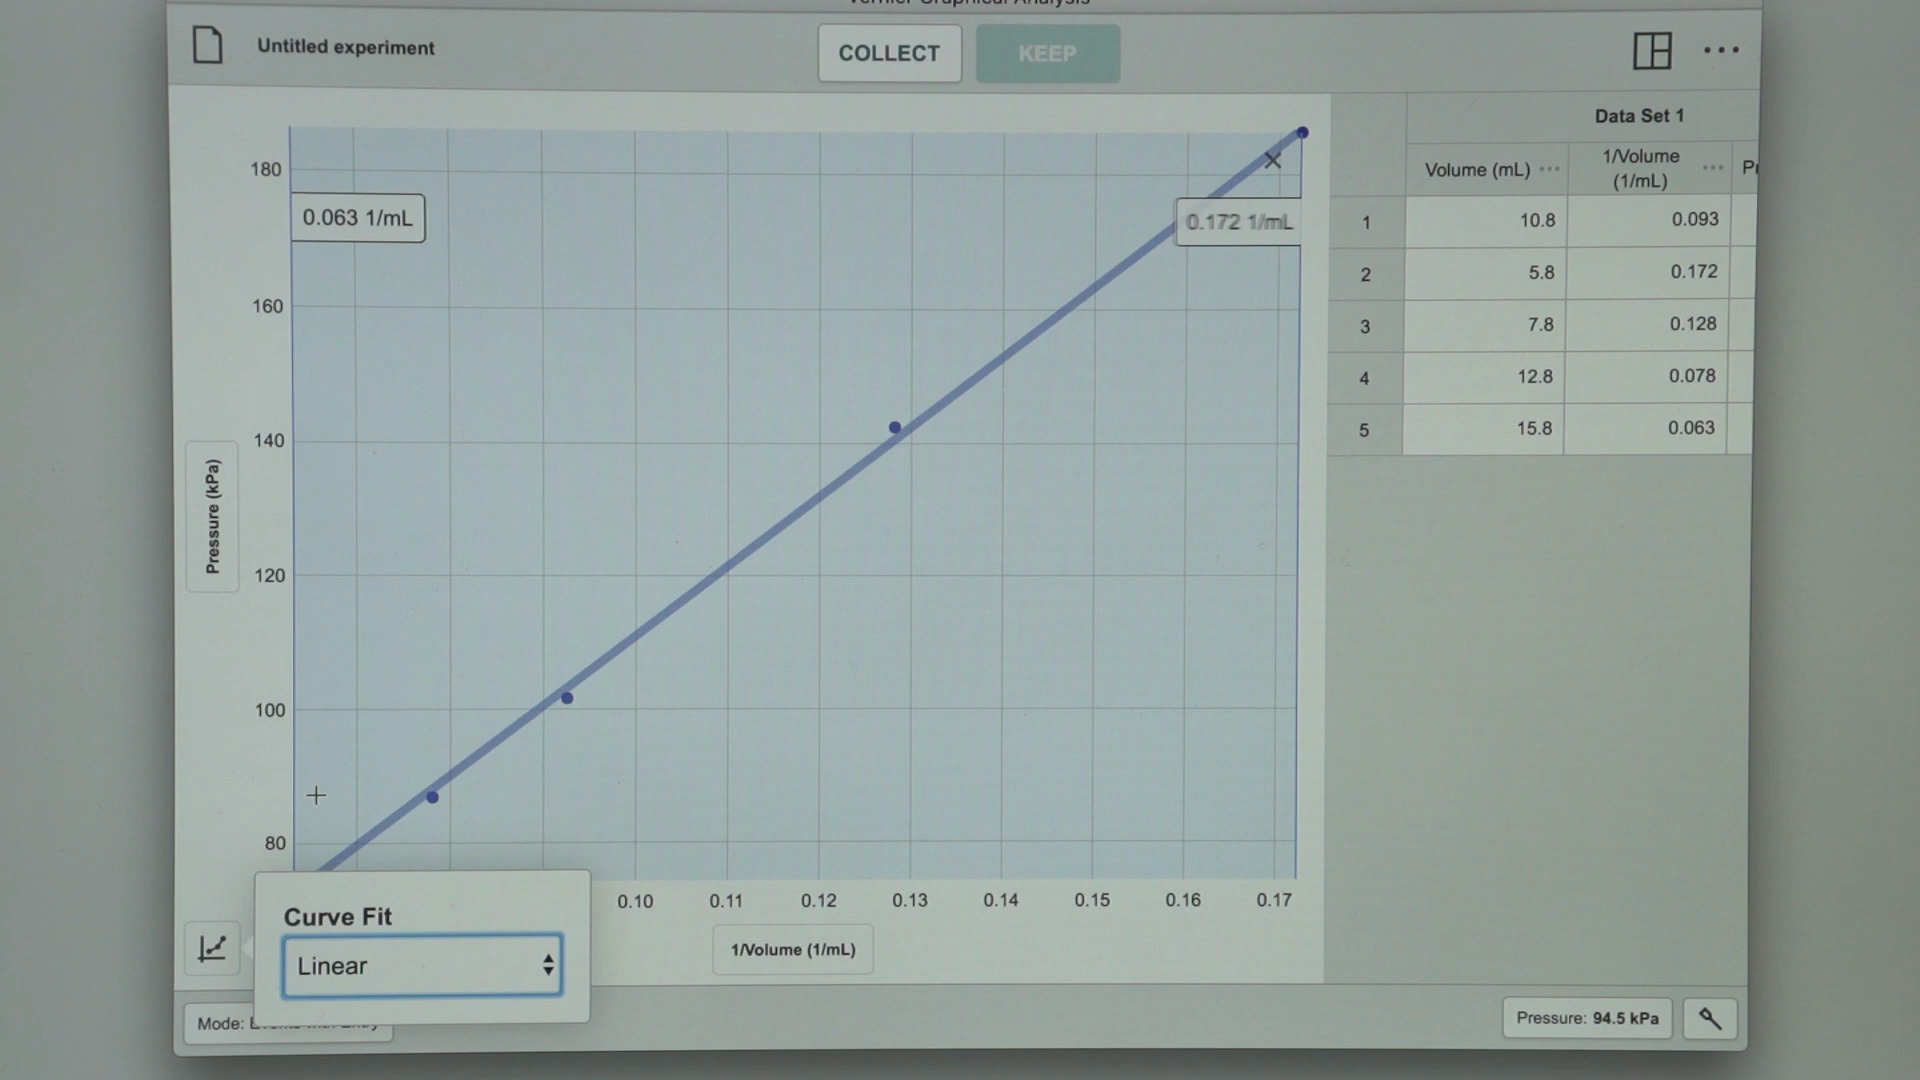 Vernier Graphical Analysis
Untitled experiment
COLLECT
KEEP
180
160
140
120
100
80
Pressure (kPa)
0.063 1/mL
0.172 1/mL
0.10 0.11 0.12 0.13 0.14 0.15 0.16 0.17
1/Volume (1/mL)
Curve Fit
Linear
Mode:
Data Set 1
Volume (mL) ··· 1/Volume (1/mL) ···
1 10.8 0.093
2 5.8 0.172
3 7.8 0.128
4 12.8 0.078
5 15.8 0.063
Pressure: 94.5 kPa